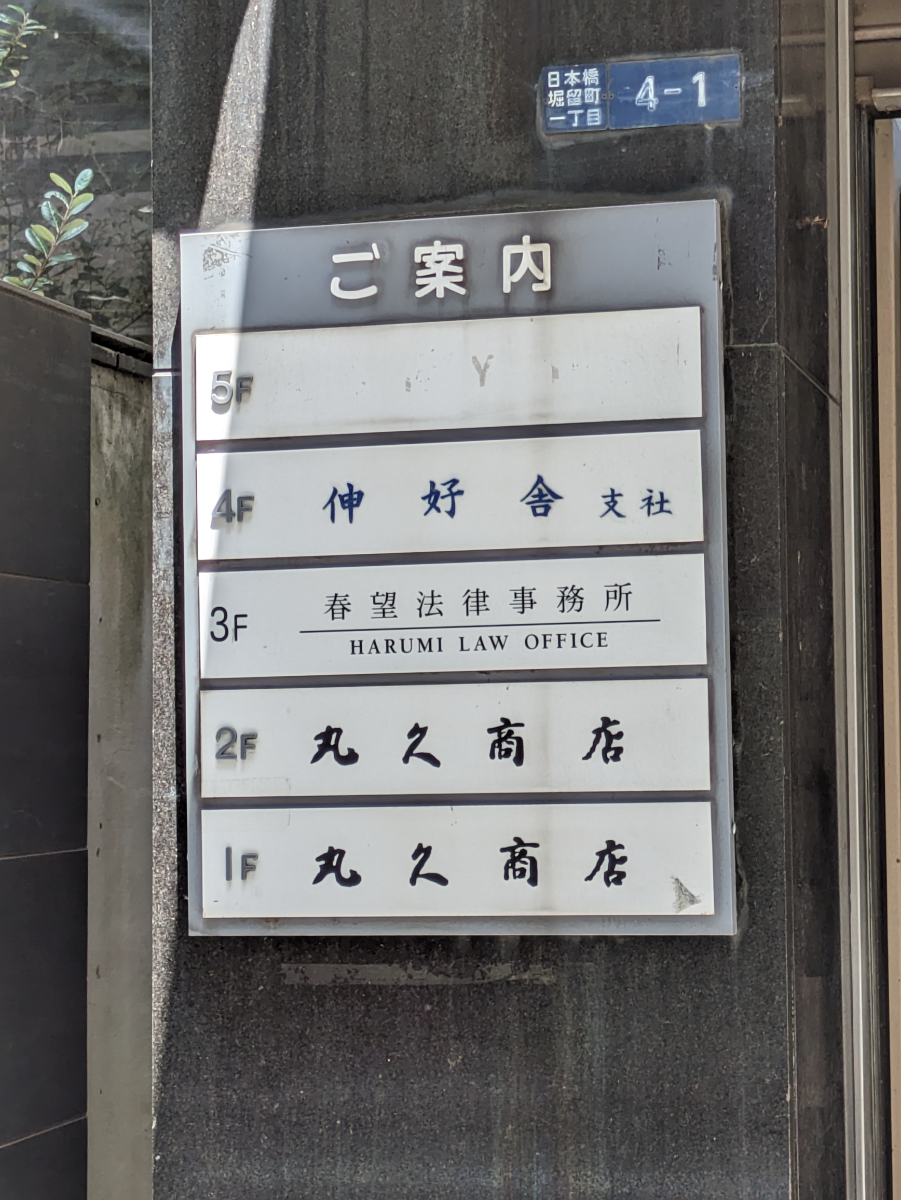 日本橋
堀留町
一丁目
4-1
ご案内
5F
4F 伸好舎 支社
3F 春望法律事務所
HARUMI LAW OFFICE
2F 丸久商店
1F 丸久商店